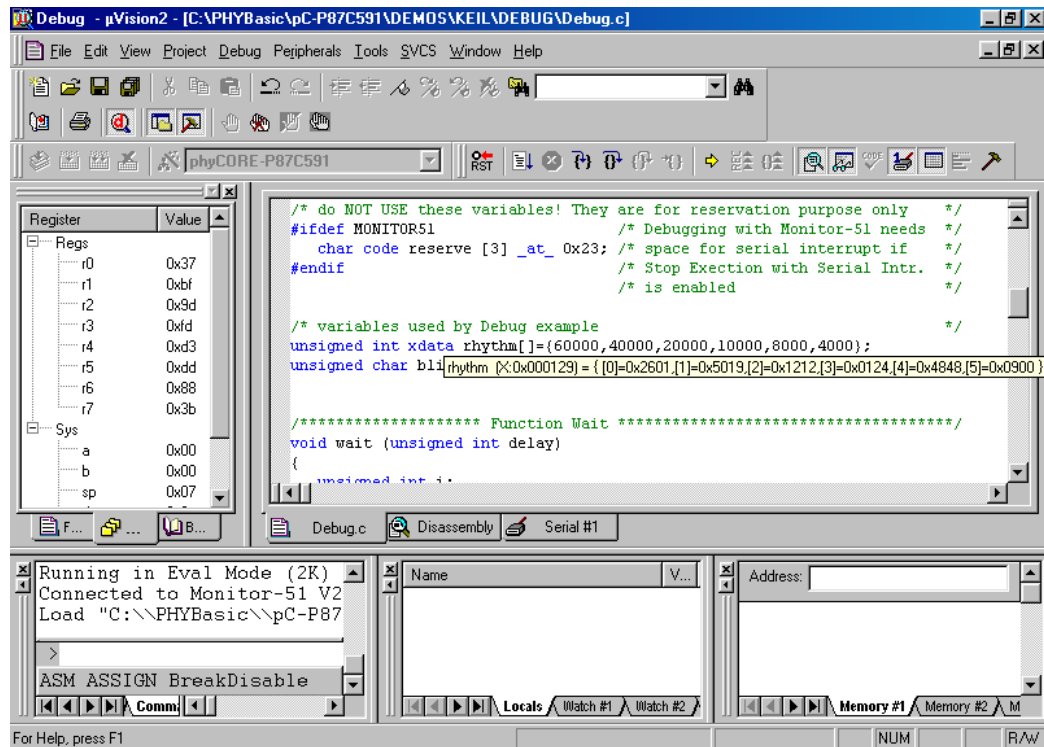 Debug - µVision2 - [C:\PHYBasic\pC-P87C591\DEMOS\KEIL\DEBUG\Debug.c]
File Edit View Project Debug Peripherals Tools SVCS Window Help
phyCORE-P87C591
RST
CODE
Register Value
Regs
r0 0x37
r1 0xbf
r2 0x9d
r3 0xfd
r4 0xd3
r5 0xdd
r6 0x88
r7 0x3b
Sys
a 0x00
b 0x00
sp 0x07
F... ... B...
/* do NOT USE these variables! They are for reservation purpose only */
#ifdef MONITOR51 /* Debugging with Monitor-51 needs */
char code reserve [3] _at_ 0x23; /* space for serial interrupt if */
#endif /* Stop Exection with Serial Intr. */
/* is enabled */
/* variables used by Debug example */
unsigned int xdata rhythm[]={60000,40000,20000,10000,8000,4000};
unsigned char bli
rhythm (X:0x000129) = { [0]=0x2601,[1]=0x5019,[2]=0x1212,[3]=0x0124,[4]=0x4848,[5]=0x0900 }
/******************** Function Wait *************************************/
void wait (unsigned int delay)
{
unsigned int i;
Debug.c Disassembly Serial #1
Running in Eval Mode (2K)
Connected to Monitor-51 V2
Load "C:\\PHYBasic\\pC-P87
>
ASM ASSIGN BreakDisable
Comm
Name V...
Locals Watch #1 Watch #2
Address:
Memory #1 Memory #2 M
For Help, press F1 NUM R/W